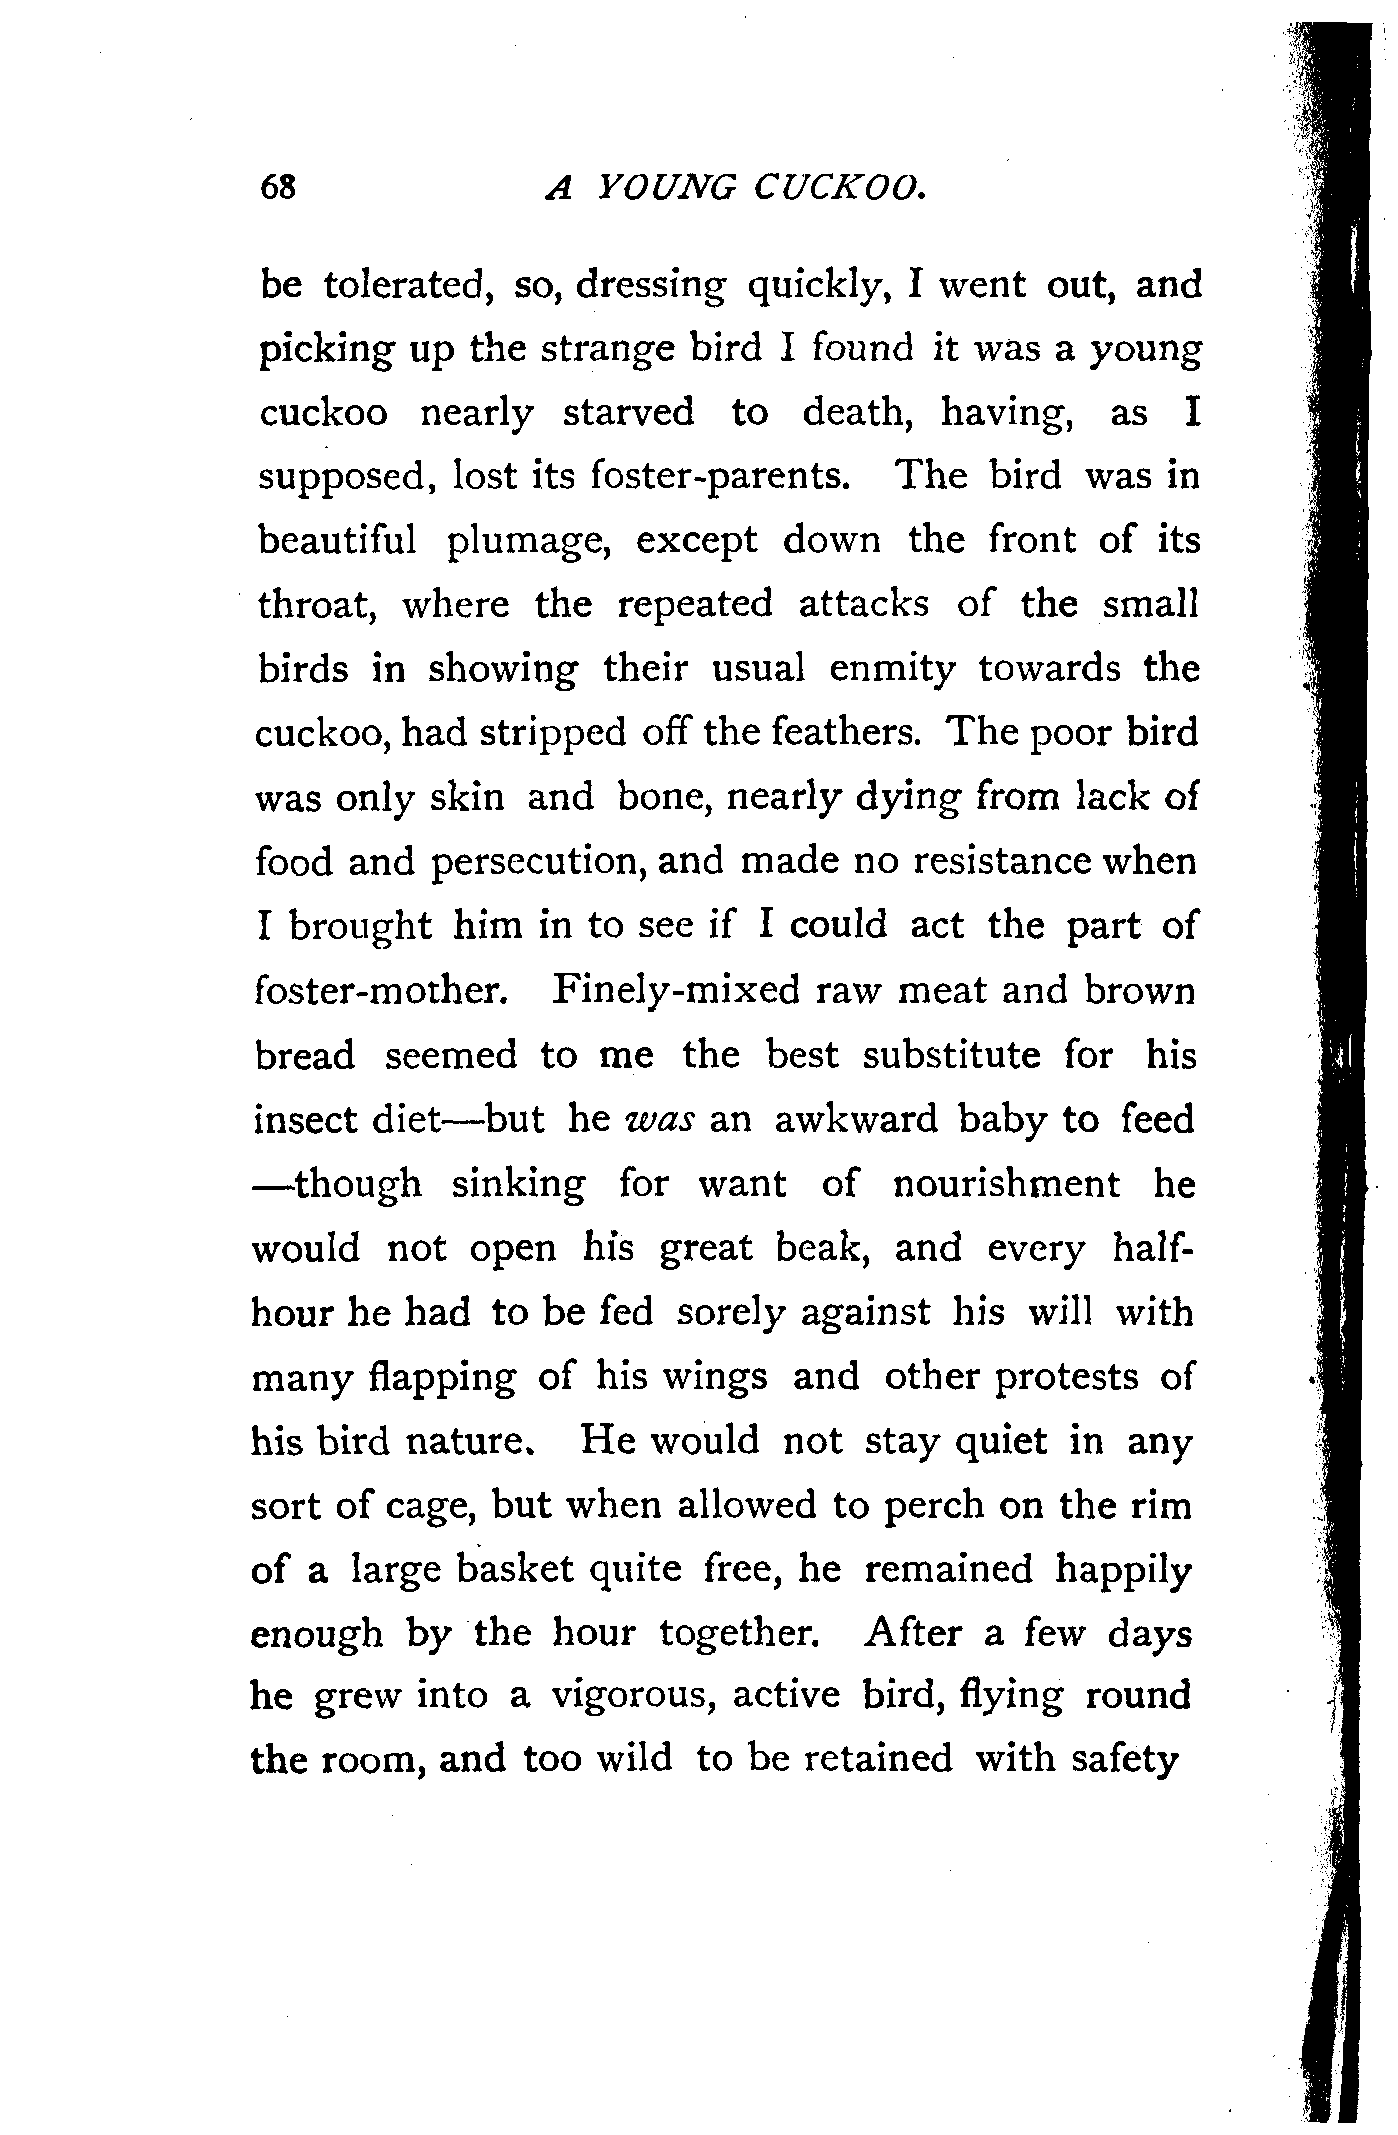 68 A YOUNG CUCKOO.
be tolerated, so, dressing quickly, I went out, and
picking up the strange bird I found it was a young
cuckoo nearly starved to death, having, as I
supposed, lost its foster-parents. The bird was in
beautiful plumage, except down the front of its
throat, where the repeated attacks of the small
birds in showing their usual enmity towards the
cuckoo, had stripped off the feathers. The poor bird
was only skin and bone, nearly dying from lack of
food and persecution, and made no resistance when
I brought him in to see if I could act the part of
foster-mother. Finely-mixed raw meat and brown
bread seemed to me the best substitute for his
insect diet—but he was an awkward baby to feed
—though sinking for want of nourishment he
would not open his great beak, and every half-
hour he had to be fed sorely against his will with
many flapping of his wings and other protests of
his bird nature. He would not stay quiet in any
sort of cage, but when allowed to perch on the rim
of a large basket quite free, he remained happily
enough by the hour together. After a few days
he grew into a vigorous, active bird, flying round
the room, and too wild to be retained with safety